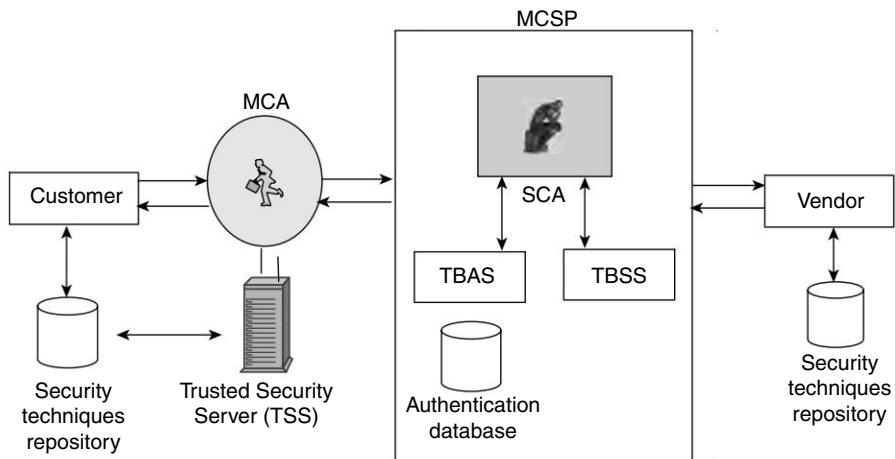 MCSP
MCA
Customer
SCA
Vendor
TBAS
TBSS
Security
techniques
repository
Trusted Security
Server (TSS)
Authentication
database
Security
techniques
repository